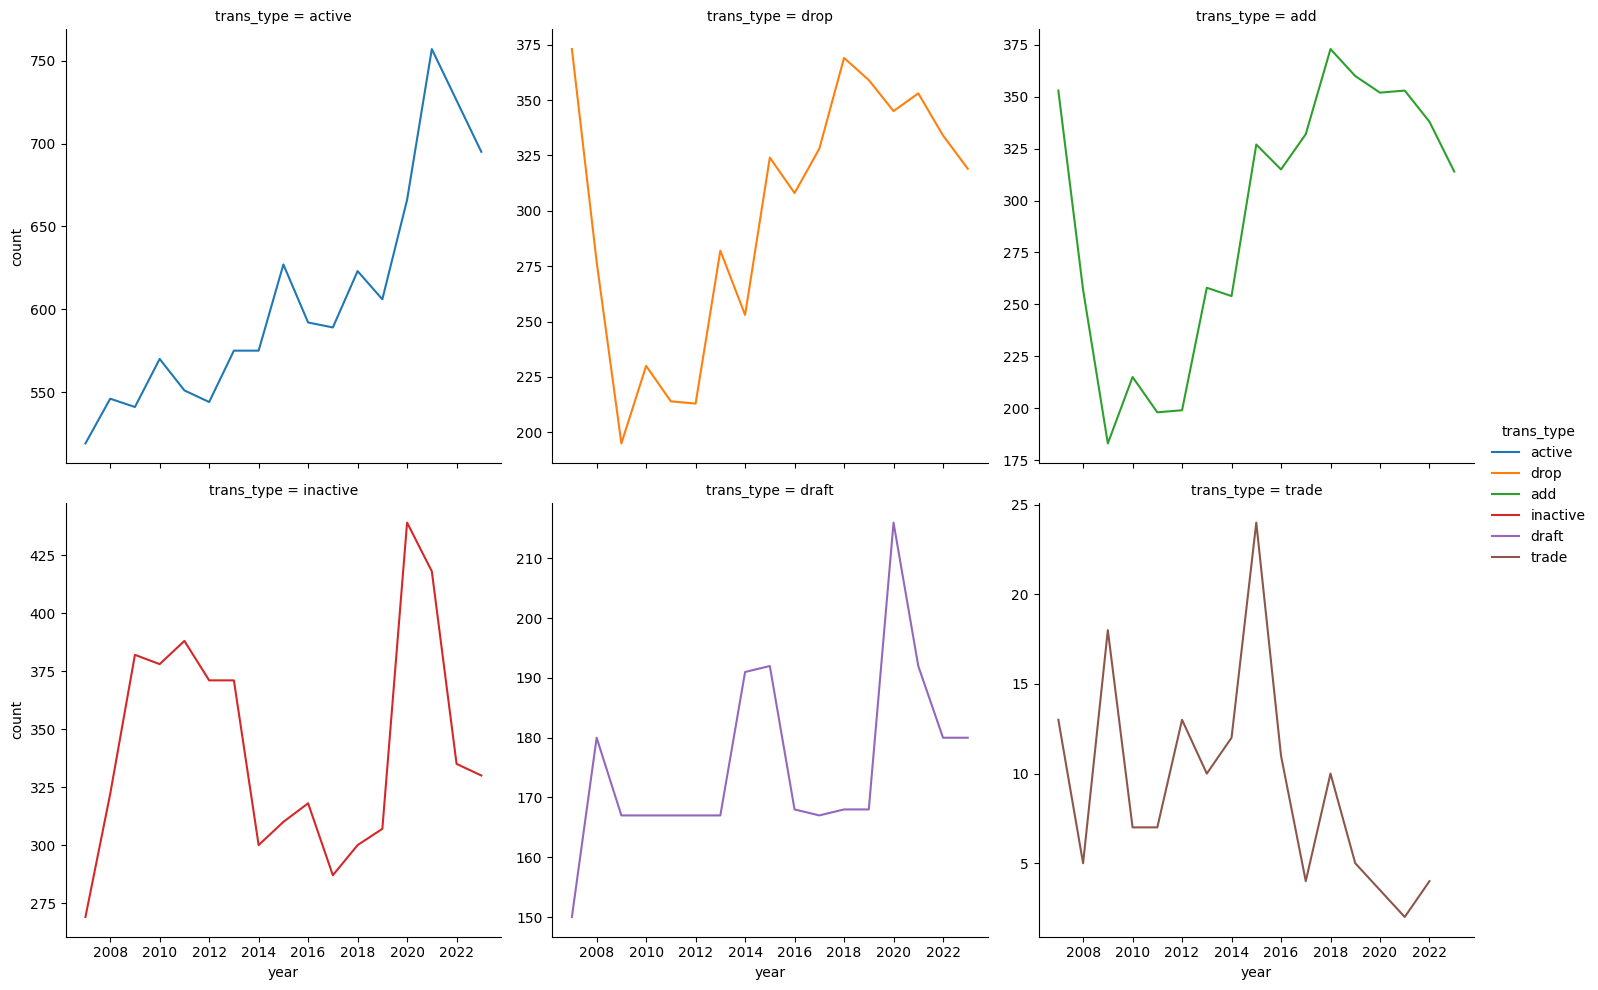 trans_type = active
750
700
650
600
550
count
trans_type = drop
375
350
325
300
275
250
225
200
trans_type = add
375
350
325
300
275
250
225
200
175
trans_type = inactive
425
400
375
350
325
300
275
count
2008 2010 2012 2014 2016 2018 2020 2022
year
trans_type = draft
210
200
190
180
170
160
150
2008 2010 2012 2014 2016 2018 2020 2022
year
trans_type = trade
25
20
15
10
5
2008 2010 2012 2014 2016 2018 2020 2022
year
trans_type
active
drop
add
inactive
draft
trade